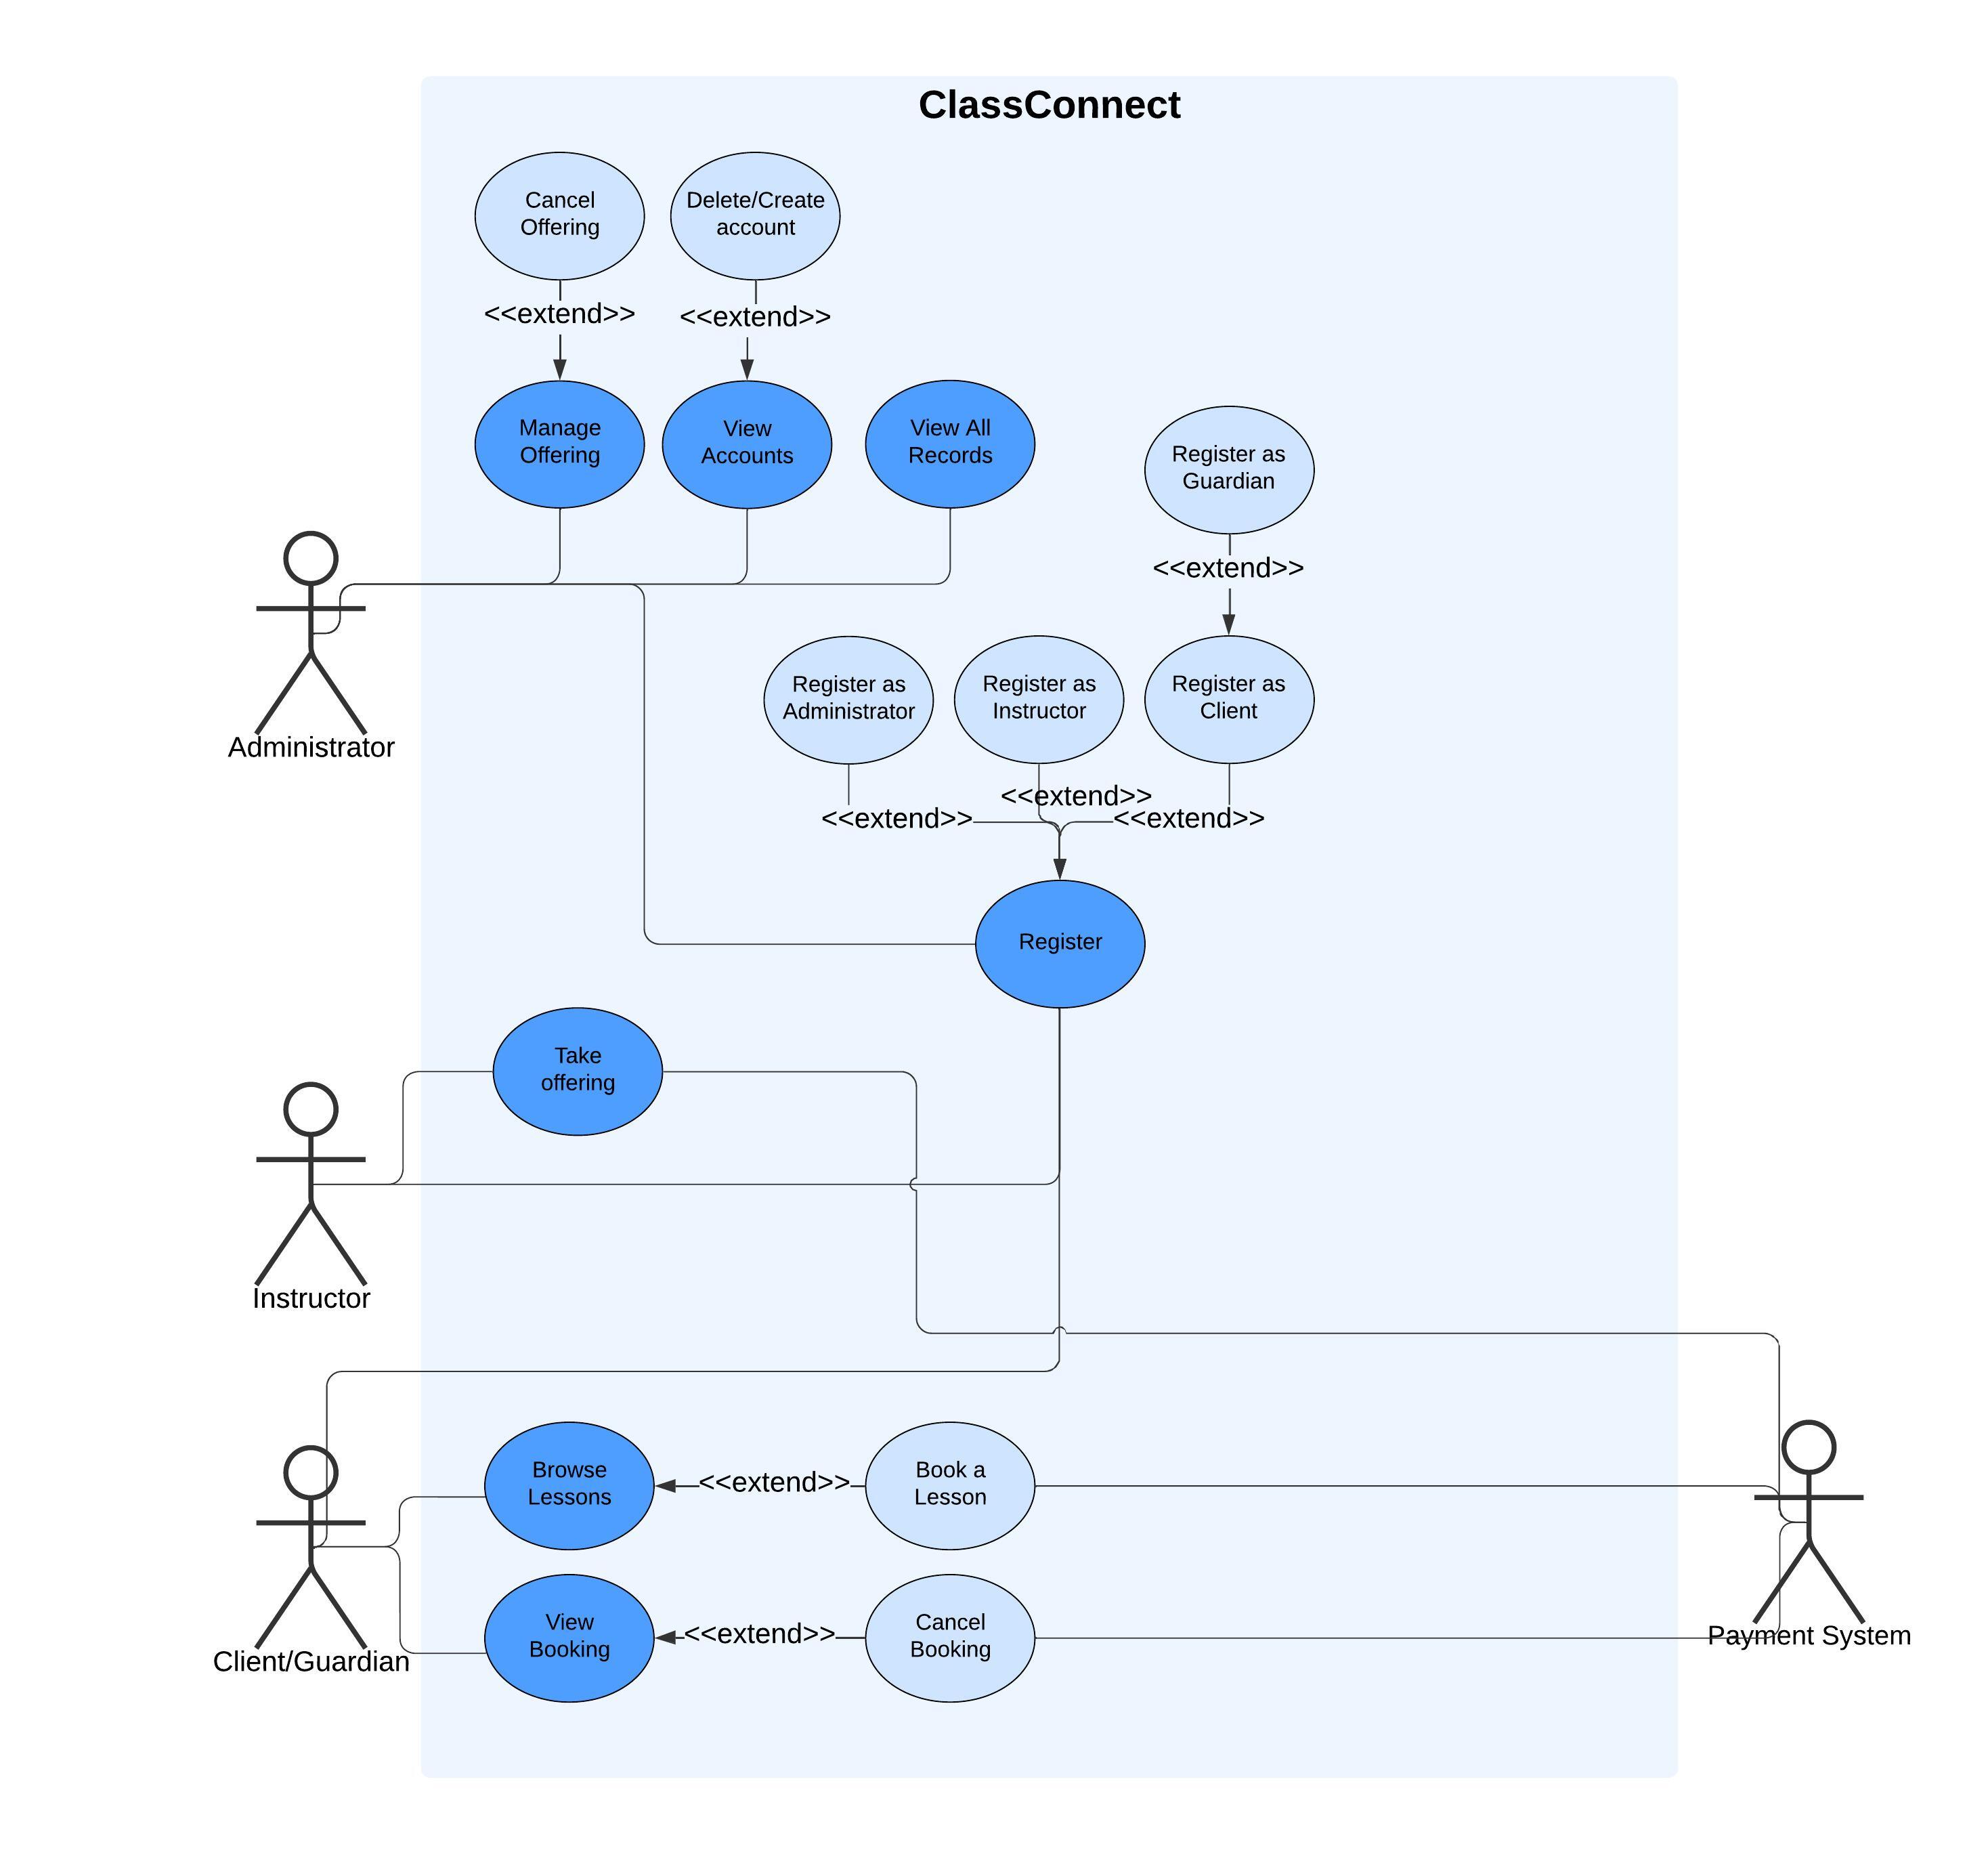 ClassConnect
Cancel
Offering
Delete/Create
account
<<extend>>
<<extend>>
Manage
Offering
View
Accounts
View All
Records
Register as
Guardian
<<extend>>
Administrator
Register as
Administrator
Register as
Instructor
Register as
Client
<<extend>>
<<extend>>
<<extend>>
Register
Take
offering
Instructor
Browse
Lessons
<<extend>>
Book a
Lesson
View
Booking
<<extend>>
Cancel
Booking
Client/Guardian
Payment System